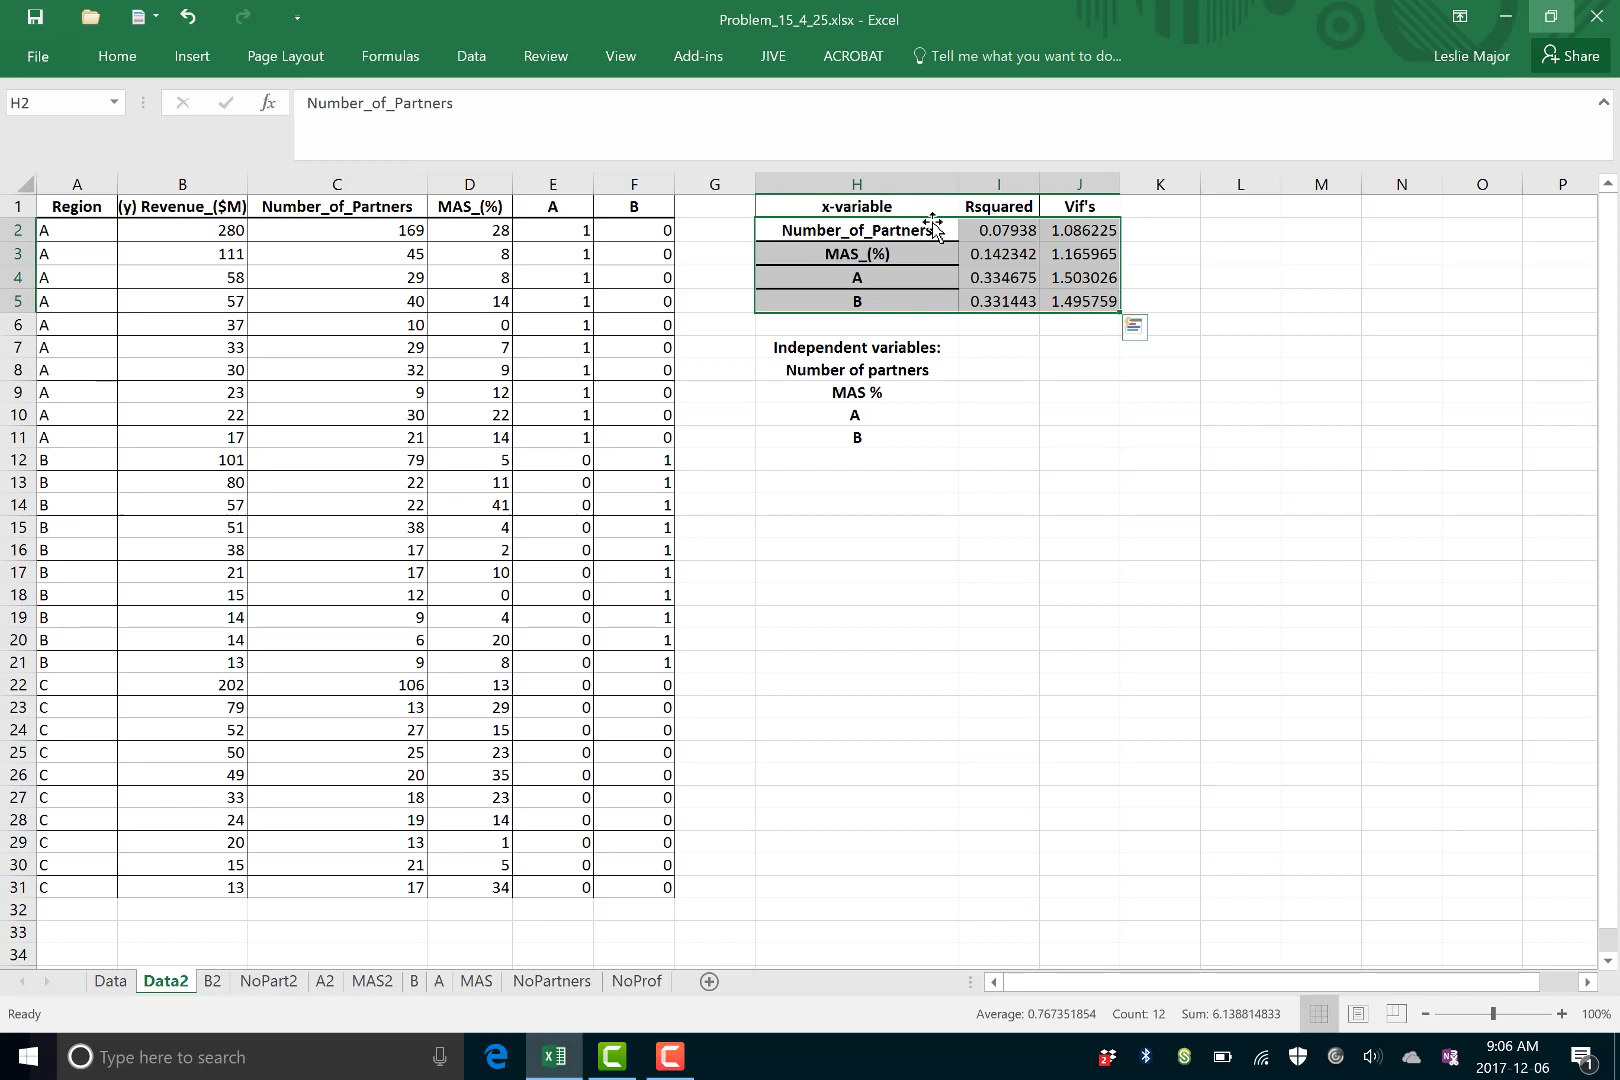 Problem_15_4_25.xlsx - Excel
File Home Insert Page Layout Formulas Data Review View Add-ins JIVE ACROBAT Tell me what you want to do... Leslie Major Share
H2 fx Number_of_Partners
A B C D E F G H I J K L M N O P
1 Region (y) Revenue_($M) Number_of_Partners MAS_(%) A B x-variable Rsquared Vif's
2 A 280 169 28 1 0 Number_of_Partners 0.07938 1.086225
3 A 111 45 8 1 0 MAS_(%) 0.142342 1.165965
4 A 58 29 8 1 0 A 0.334675 1.503026
5 A 57 40 14 1 0 B 0.331443 1.495759
6 A 37 10 0 1 0
7 A 33 29 7 1 0 Independent variables:
8 A 30 32 9 1 0 Number of partners
9 A 23 9 12 1 0 MAS %
10 A 22 30 22 1 0 A
11 A 17 21 14 1 0 B
12 B 101 79 5 0 1
13 B 80 22 11 0 1
14 B 57 22 41 0 1
15 B 51 38 4 0 1
16 B 38 17 2 0 1
17 B 21 17 10 0 1
18 B 15 12 0 0 1
19 B 14 9 4 0 1
20 B 14 6 20 0 1
21 B 13 9 8 0 1
22 C 202 106 13 0 0
23 C 79 13 29 0 0
24 C 52 27 15 0 0
25 C 50 25 23 0 0
26 C 49 20 35 0 0
27 C 33 18 23 0 0
28 C 24 19 14 0 0
29 C 20 13 1 0 0
30 C 15 21 5 0 0
31 C 13 17 34 0 0
32
33
34
Data Data2 B2 NoPart2 A2 MAS2 B A MAS NoPartners NoProf
Ready Average: 0.767351854 Count: 12 Sum: 6.138814833 100%
Type here to search 9:06 AM
2017-12-06 1